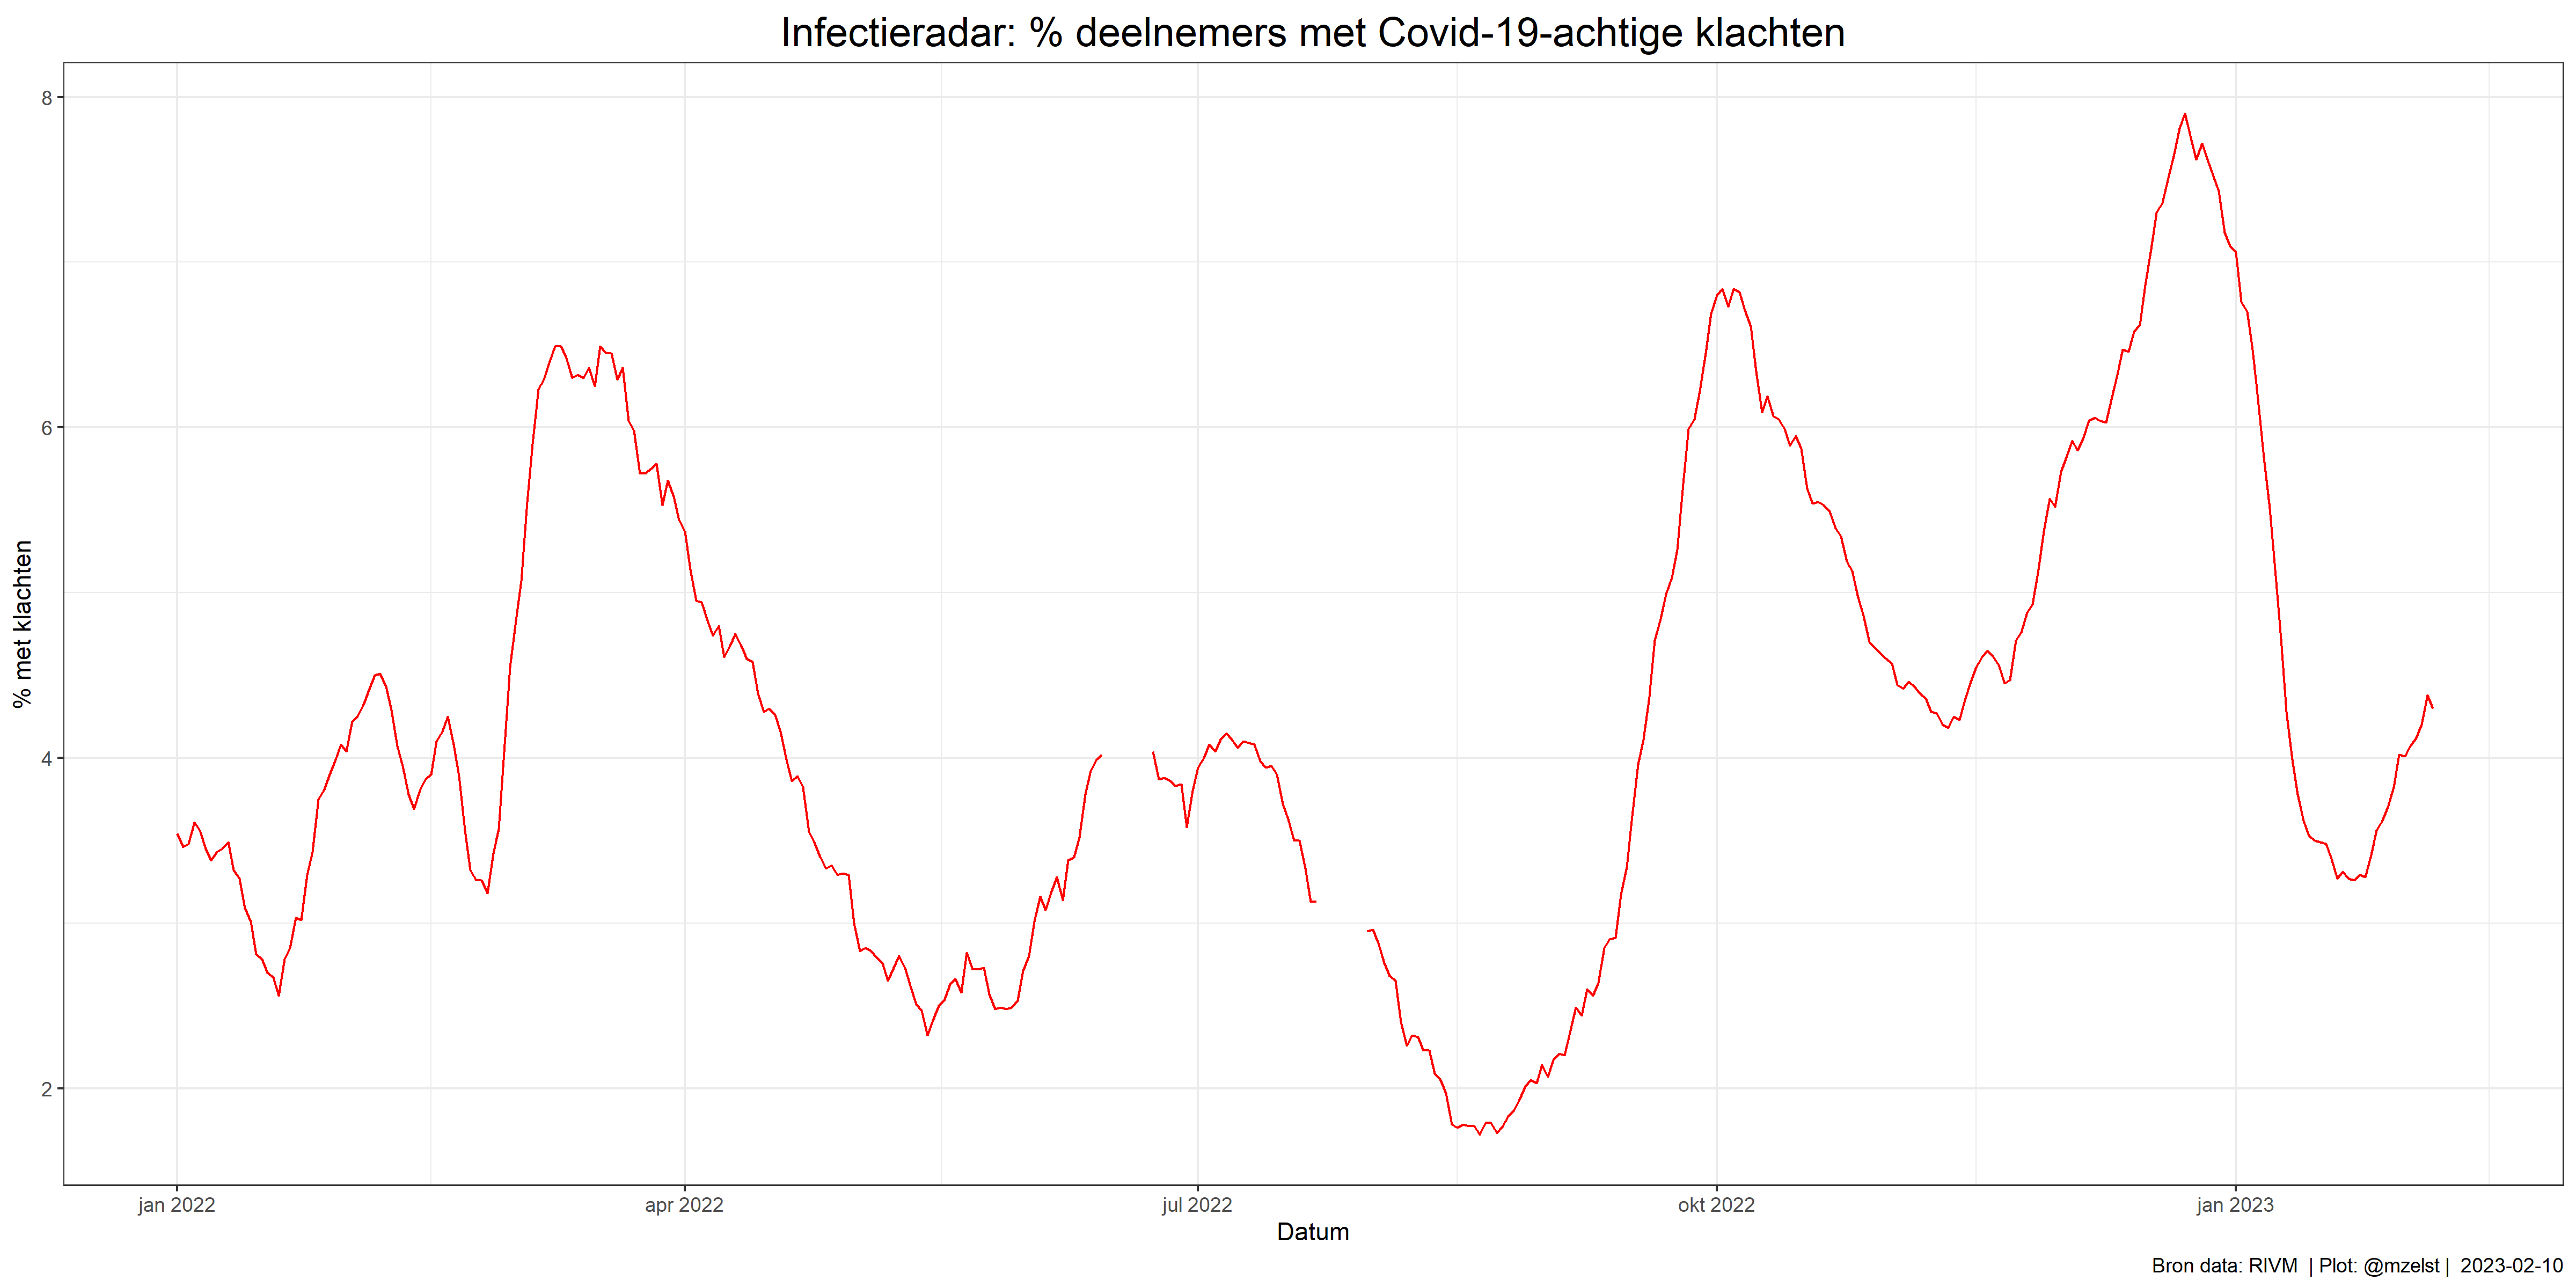 Infectieradar: % deelnemers met Covid-19-achtige klachten
% met klachten
8
6
4
2
jan 2022 apr 2022 jul 2022 okt 2022 jan 2023
Datum
Bron data: RIVM | Plot: @mzelst | 2023-02-10